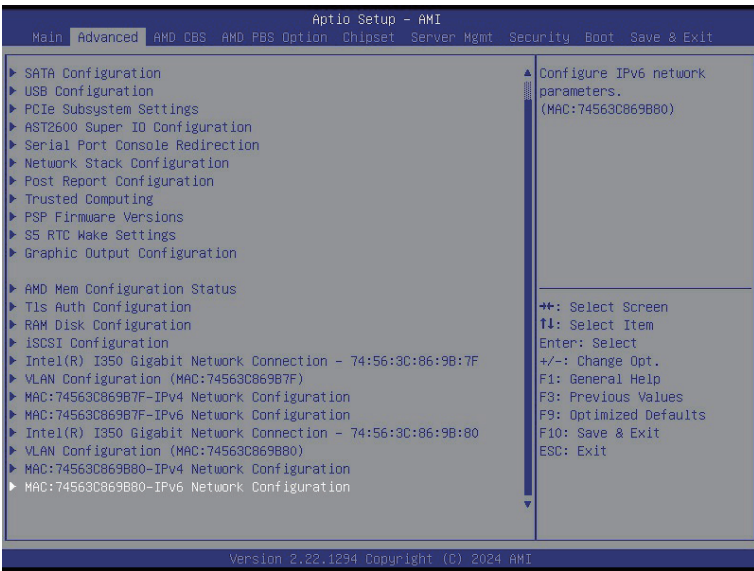 Aptio Setup – AMI
Main Advanced AMD CBS AMD PBS Option Chipset Server Mgmt Security Boot Save & Exit
SATA Configuration
USB Configuration
PCIe Subsystem Settings
AST2600 Super IO Configuration
Serial Port Console Redirection
Network Stack Configuration
Post Report Configuration
Trusted Computing
PSP Firmware Versions
S5 RTC Wake Settings
Graphic Output Configuration
AMD Mem Configuration Status
Tls Auth Configuration
RAM Disk Configuration
iSCSI Configuration
Intel(R) I350 Gigabit Network Connection – 74:56:3C:86:9B:7F
VLAN Configuration (MAC:74563C869B7F)
MAC:74563C869B7F-IPv4 Network Configuration
MAC:74563C869B7F-IPv6 Network Configuration
Intel(R) I350 Gigabit Network Connection – 74:56:3C:86:9B:80
VLAN Configuration (MAC:74563C869B80)
MAC:74563C869B80-IPv4 Network Configuration
MAC:74563C869B80-IPv6 Network Configuration
Configure IPv6 network
parameters.
(MAC:74563C869B80)
→←: Select Screen
↑↓: Select Item
Enter: Select
+/-: Change Opt.
F1: General Help
F3: Previous Values
F9: Optimized Defaults
F10: Save & Exit
ESC: Exit
Version 2.22.1294 Copyright (C) 2024 AMI